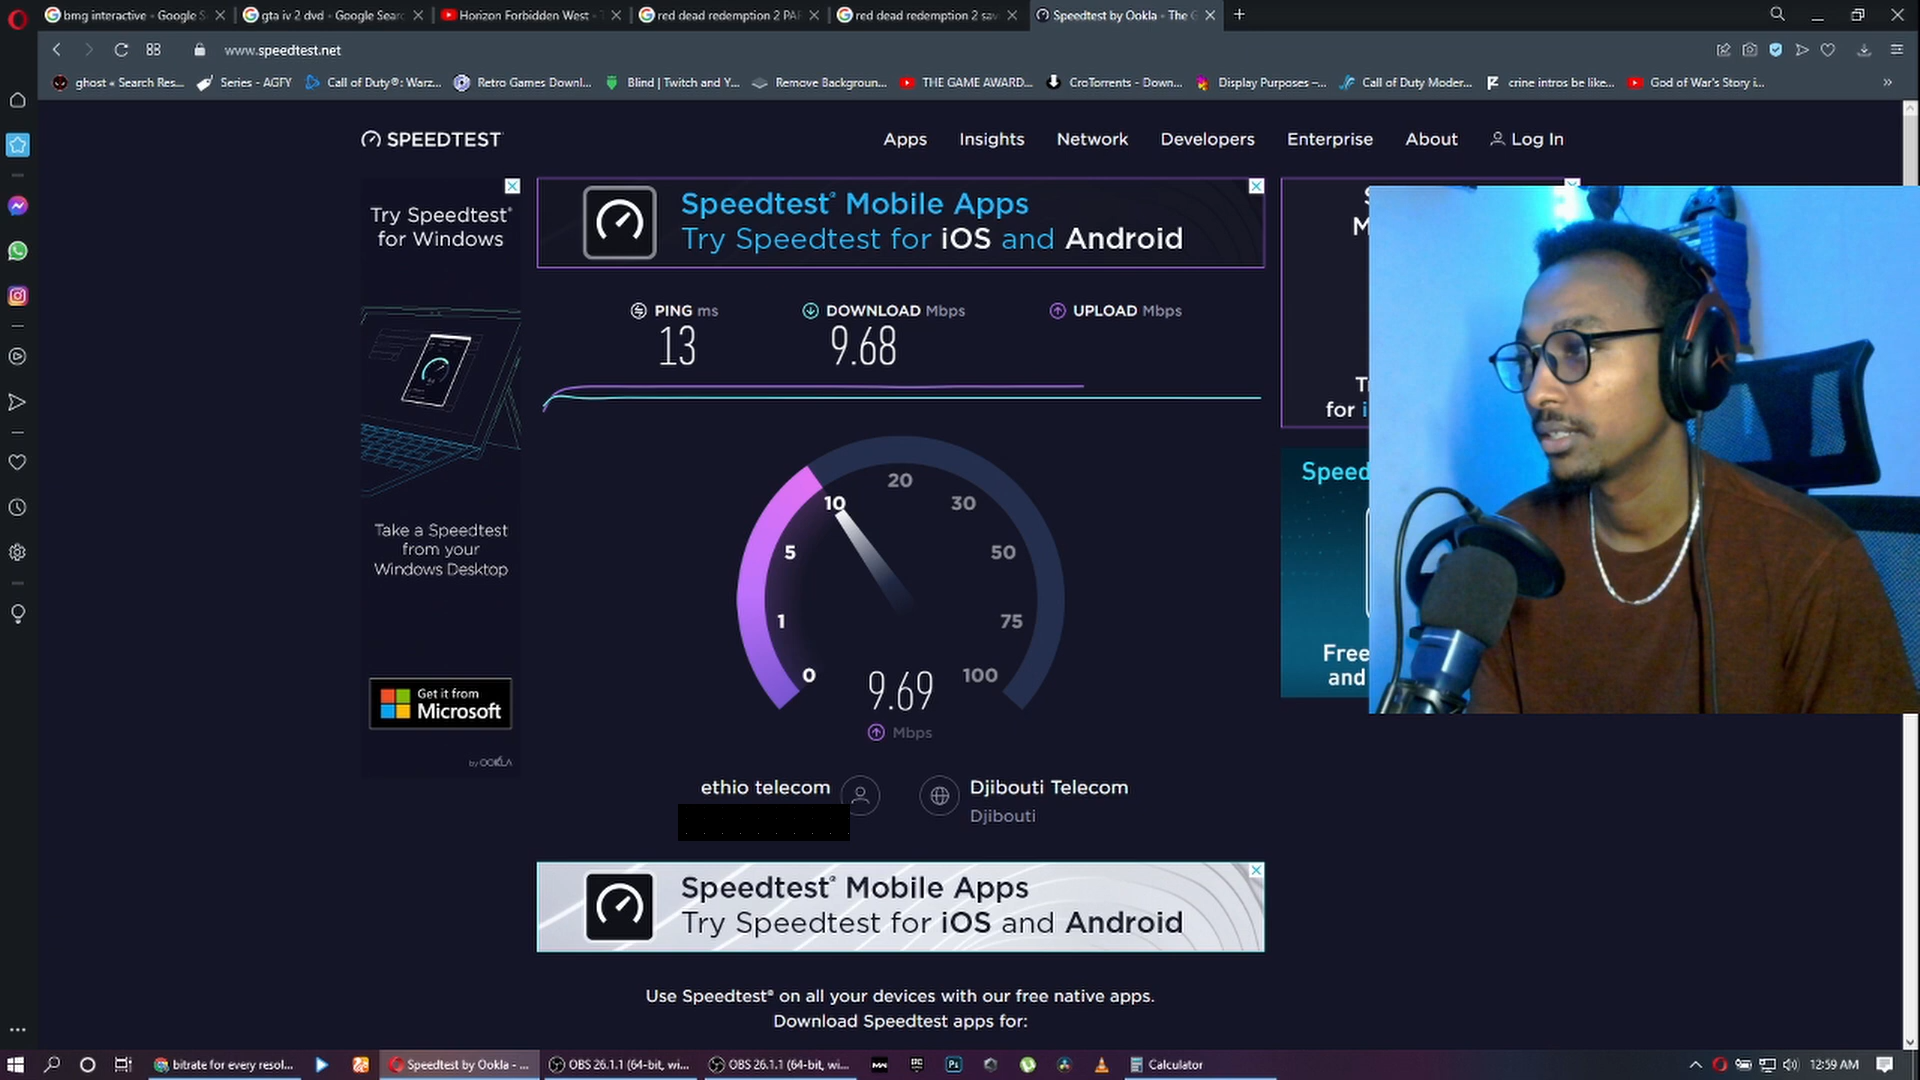 bmg interactive - Google S
gta iv 2 dvd - Google Searc
Horizon Forbidden West -
red dead redemption 2 PA
red dead redemption 2 sav
Speedtest by Ookla - The G
www.speedtest.net
ghost « Search Res...
Series - AGFY
Call of Duty®: Warz...
Retro Games Downl...
Blind | Twitch and Y...
Remove Backgroun...
THE GAME AWARD...
CroTorrents - Down...
Display Purposes –...
Call of Duty Moder...
crine intros be like...
God of War's Story i...
SPEEDTEST
Apps
Insights
Network
Developers
Enterprise
About
Log In
Try Speedtest®
for Windows
Take a Speedtest
from your
Windows Desktop
Get it from
Microsoft
by OOKLA
Speedtest® Mobile Apps
Try Speedtest for iOS and Android
PING ms
13
DOWNLOAD Mbps
9.68
UPLOAD Mbps
0
1
5
10
20
30
50
75
100
9.69
Mbps
ethio telecom
Djibouti Telecom
Djibouti
M
for i
Speed
Free
and
Speedtest® Mobile Apps
Try Speedtest for iOS and Android
Use Speedtest® on all your devices with our free native apps.
Download Speedtest apps for:
bitrate for every resol...
Speedtest by Ookla - ...
OBS 26.1.1 (64-bit, wi...
OBS 26.1.1 (64-bit, wi...
Ps
Calculator
12:59 AM